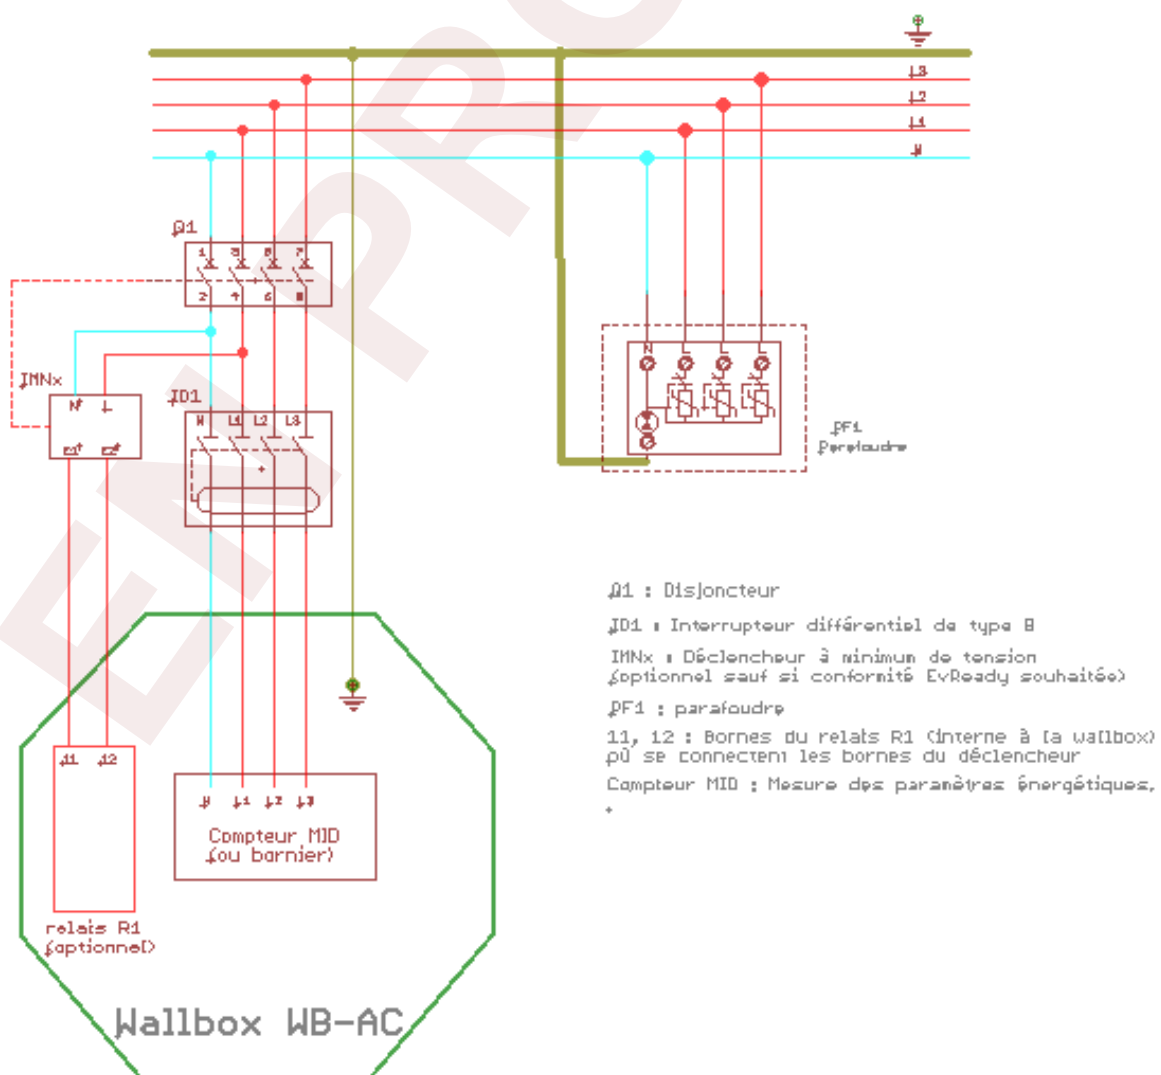 L3
L2
L1
N
Q1
1 3 6 7
2 4 6 8
IMNx
N L
ID1
N L1 L2 L3
N L L L
PF1
Parafoudre
Q1 : Disjoncteur
ID1 : Interrupteur différentiel de type B
IMNx : Déclencheur à minimum de tension
(optionnel sauf si conformité EvReady souhaitée)
PF1 : parafoudre
11, 12 : Bornes du relais R1 (interne à la wallbox)
où se connectent les bornes du déclencheur
Compteur MID : Mesure des paramètres énergétiques,
11 12
N L1 L2 L3
Compteur MID
(ou bornier)
relais R1
(optionnel)
Wallbox WB-AC
EN PRO